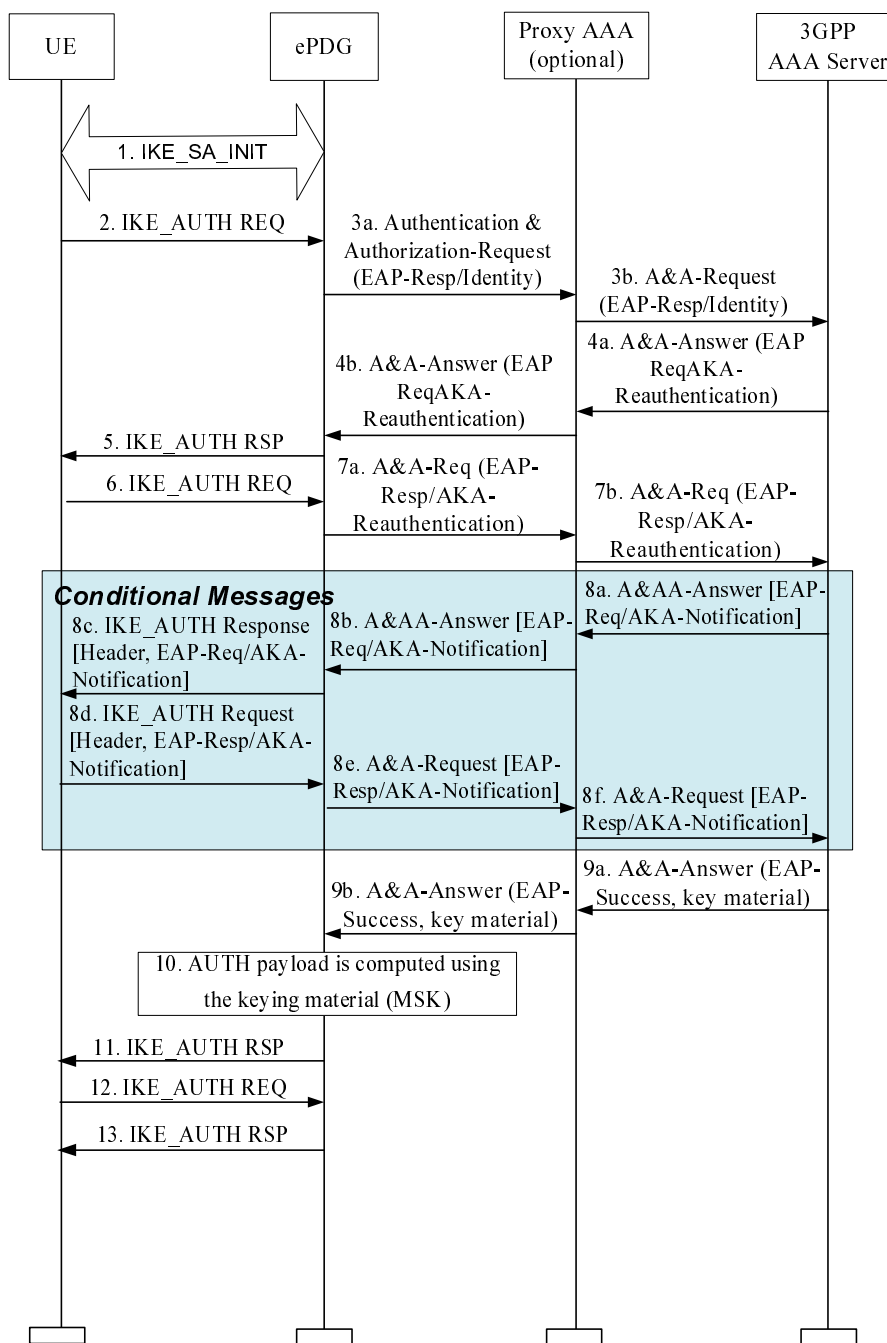 UE
ePDG
Proxy AAA
(optional)
3GPP
AAA Server
1. IKE_SA_INIT
2. IKE_AUTH REQ
3a. Authentication &
Authorization-Request
(EAP-Resp/Identity)
3b. A&A-Request
(EAP-Resp/Identity)
4a. A&A-Answer (EAP
ReqAKA-
Reauthentication)
4b. A&A-Answer (EAP
ReqAKA-
Reauthentication)
5. IKE_AUTH RSP
6. IKE_AUTH REQ
7a. A&A-Req (EAP-
Resp/AKA-
Reauthentication)
7b. A&A-Req (EAP-
Resp/AKA-
Reauthentication)
Conditional Messages
8a. A&AA-Answer [EAP-
Req/AKA-Notification]
8b. A&AA-Answer [EAP-
Req/AKA-Notification]
8c. IKE_AUTH Response
[Header, EAP-Req/AKA-
Notification]
8d. IKE_AUTH Request
[Header, EAP-Resp/AKA-
Notification]
8e. A&A-Request [EAP-
Resp/AKA-Notification]
8f. A&A-Request [EAP-
Resp/AKA-Notification]
9a. A&A-Answer (EAP-
Success, key material)
9b. A&A-Answer (EAP-
Success, key material)
10. AUTH payload is computed using
the keying material (MSK)
11. IKE_AUTH RSP
12. IKE_AUTH REQ
13. IKE_AUTH RSP